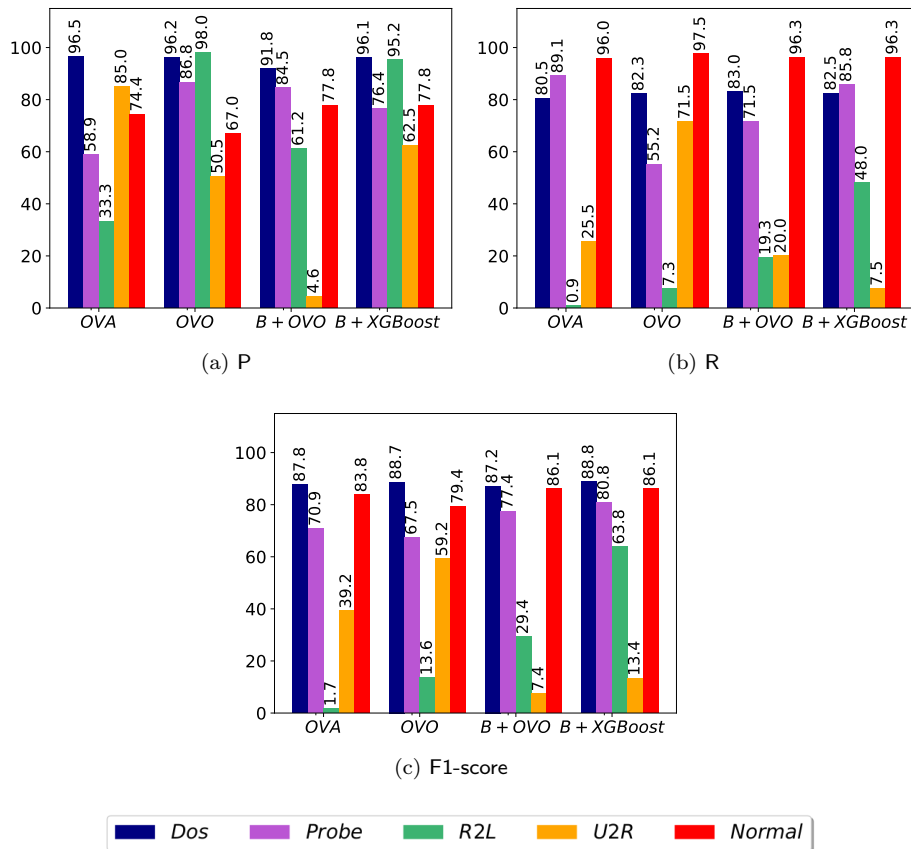 96.5 58.9 33.3 85.0 74.4 96.2 86.8 98.0 50.5 67.0 91.8 84.5 61.2 4.6 77.8 96.1 76.4 95.2 62.5 77.8
100
80
60
40
20
0
OVA OVO B + OVO B + XGBoost
(a) P
80.5 89.1 0.9 25.5 96.0 82.3 55.2 7.3 71.5 97.5 83.0 71.5 19.3 20.0 96.3 82.5 85.8 48.0 7.5 96.3
100
80
60
40
20
0
OVA OVO B + OVO B + XGBoost
(b) R
87.8 70.9 1.7 39.2 83.8 88.7 67.5 13.6 59.2 79.4 87.2 77.4 29.4 7.4 86.1 88.8 80.8 63.8 13.4 86.1
100
80
60
40
20
0
OVA OVO B + OVO B + XGBoost
(c) F1-score
Dos Probe R2L U2R Normal